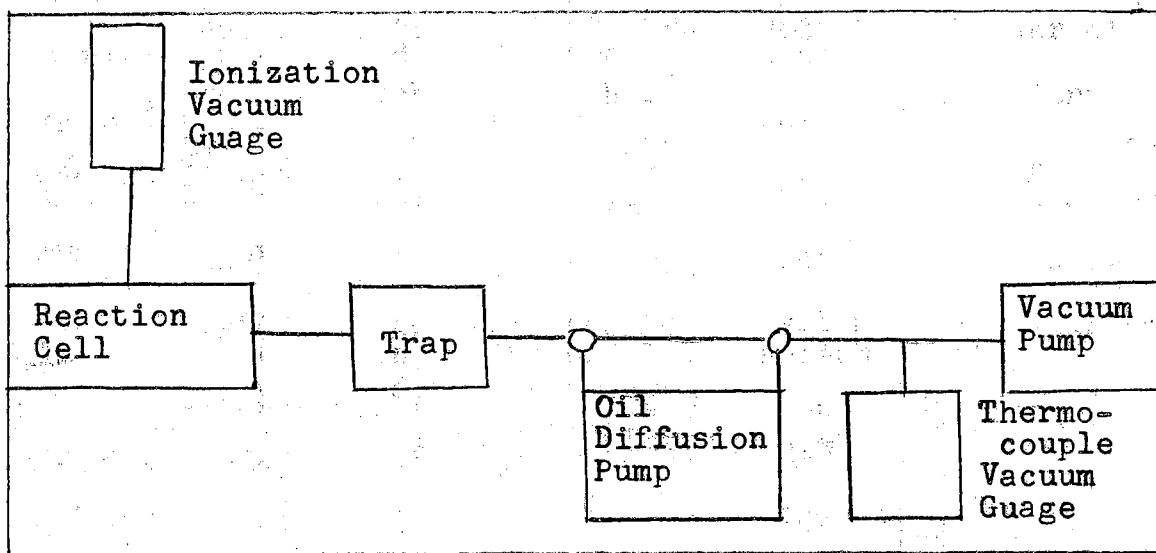 Ionization
Vacuum
Guage
Reaction
Cell
Trap
Oil
Diffusion
Pump
Vacuum
Pump
Thermo-
couple
Vacuum
Guage